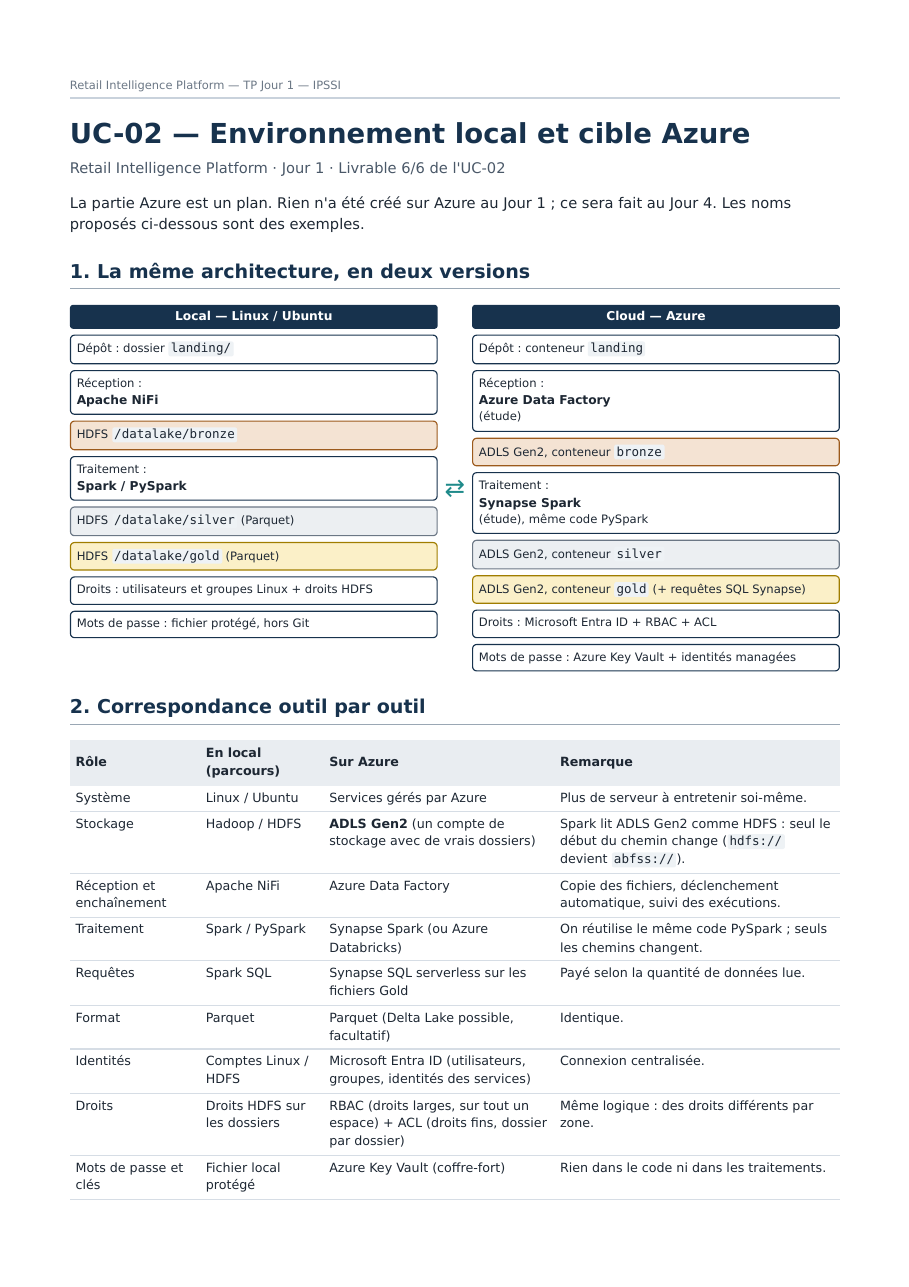 Retail Intelligence Platform — TP Jour 1 — IPSSI
UC-02 — Environnement local et cible Azure
Retail Intelligence Platform · Jour 1 · Livrable 6/6 de l'UC-02
La partie Azure est un plan. Rien n'a été créé sur Azure au Jour 1 ; ce sera fait au Jour 4. Les noms
proposés ci-dessous sont des exemples.
1. La même architecture, en deux versions
Local — Linux / Ubuntu
Dépôt : dossier landing/
Réception :
Apache NiFi
HDFS /datalake/bronze
Traitement :
Spark / PySpark
HDFS /datalake/silver (Parquet)
HDFS /datalake/gold (Parquet)
Droits : utilisateurs et groupes Linux + droits HDFS
Mots de passe : fichier protégé, hors Git
⇄
Cloud — Azure
Dépôt : conteneur landing
Réception :
Azure Data Factory
(étude)
ADLS Gen2, conteneur bronze
Traitement :
Synapse Spark
(étude), même code PySpark
ADLS Gen2, conteneur silver
ADLS Gen2, conteneur gold (+ requêtes SQL Synapse)
Droits : Microsoft Entra ID + RBAC + ACL
Mots de passe : Azure Key Vault + identités managées
2. Correspondance outil par outil
Rôle
En local
(parcours)
Sur Azure
Remarque
Système
Linux / Ubuntu
Services gérés par Azure
Plus de serveur à entretenir soi-même.
Stockage
Hadoop / HDFS
ADLS Gen2 (un compte de
stockage avec de vrais dossiers)
Spark lit ADLS Gen2 comme HDFS : seul le
début du chemin change (hdfs://
devient abfss://).
Réception et
enchaînement
Apache NiFi
Azure Data Factory
Copie des fichiers, déclenchement
automatique, suivi des exécutions.
Traitement
Spark / PySpark
Synapse Spark (ou Azure
Databricks)
On réutilise le même code PySpark ; seuls
les chemins changent.
Requêtes
Spark SQL
Synapse SQL serverless sur les
fichiers Gold
Payé selon la quantité de données lue.
Format
Parquet
Parquet (Delta Lake possible,
facultatif)
Identique.
Identités
Comptes Linux /
HDFS
Microsoft Entra ID (utilisateurs,
groupes, identités des services)
Connexion centralisée.
Droits
Droits HDFS sur
les dossiers
RBAC (droits larges, sur tout un
espace) + ACL (droits fins, dossier
par dossier)
Même logique : des droits différents par
zone.
Mots de passe et
clés
Fichier local
protégé
Azure Key Vault (coffre-fort)
Rien dans le code ni dans les traitements.